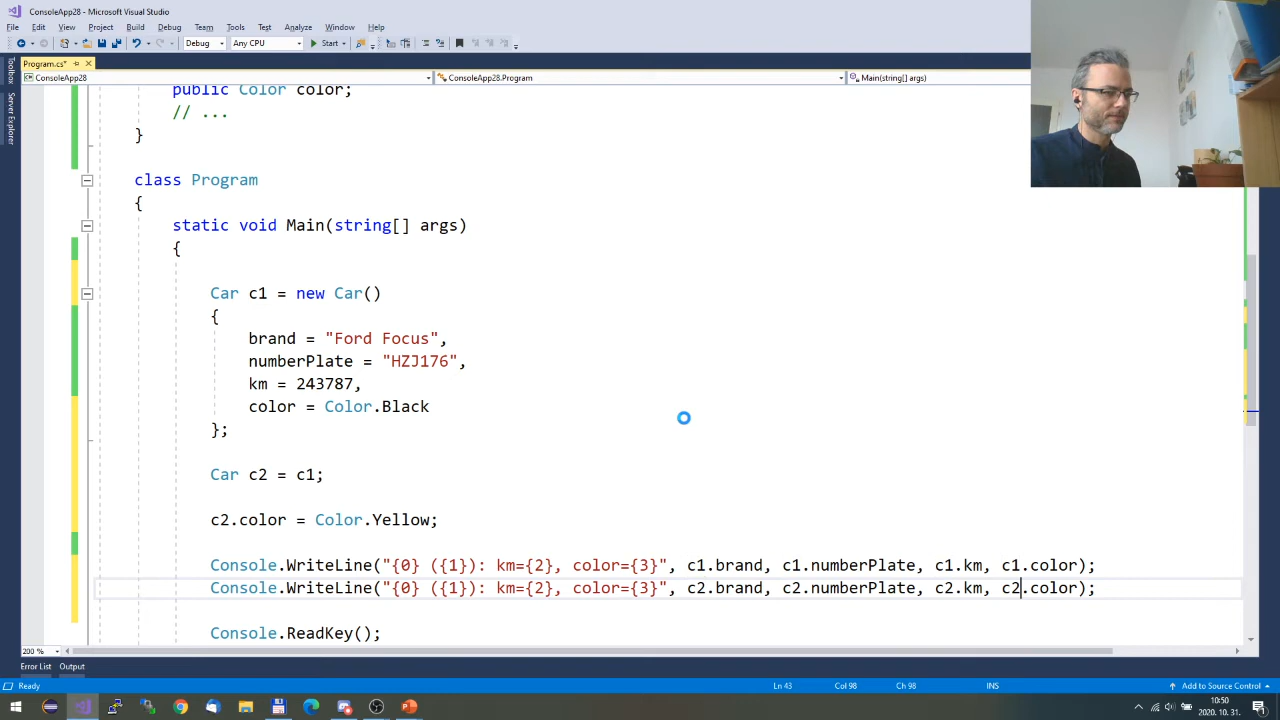 ConsoleApp28 - Microsoft Visual Studio
File Edit View Project Build Debug Team Tools Test Analyze Window Help
Debug Any CPU Start
Program.cs*
ConsoleApp28 ConsoleApp28.Program Main(string[] args)
Toolbox
Server Explorer
public Color color;
// ...
}
class Program
{
static void Main(string[] args)
{
Car c1 = new Car()
{
brand = "Ford Focus",
numberPlate = "HZJ176",
km = 243787,
color = Color.Black
};
Car c2 = c1;
c2.color = Color.Yellow;
Console.WriteLine("{0} ({1}): km={2}, color={3}", c1.brand, c1.numberPlate, c1.km, c1.color);
Console.WriteLine("{0} ({1}): km={2}, color={3}", c2.brand, c2.numberPlate, c2.km, c2.color);
Console.ReadKey();
200 %
Error List Output
Ready Ln 43 Col 98 Ch 98 INS Add to Source Control
10:50
2020. 10. 31.